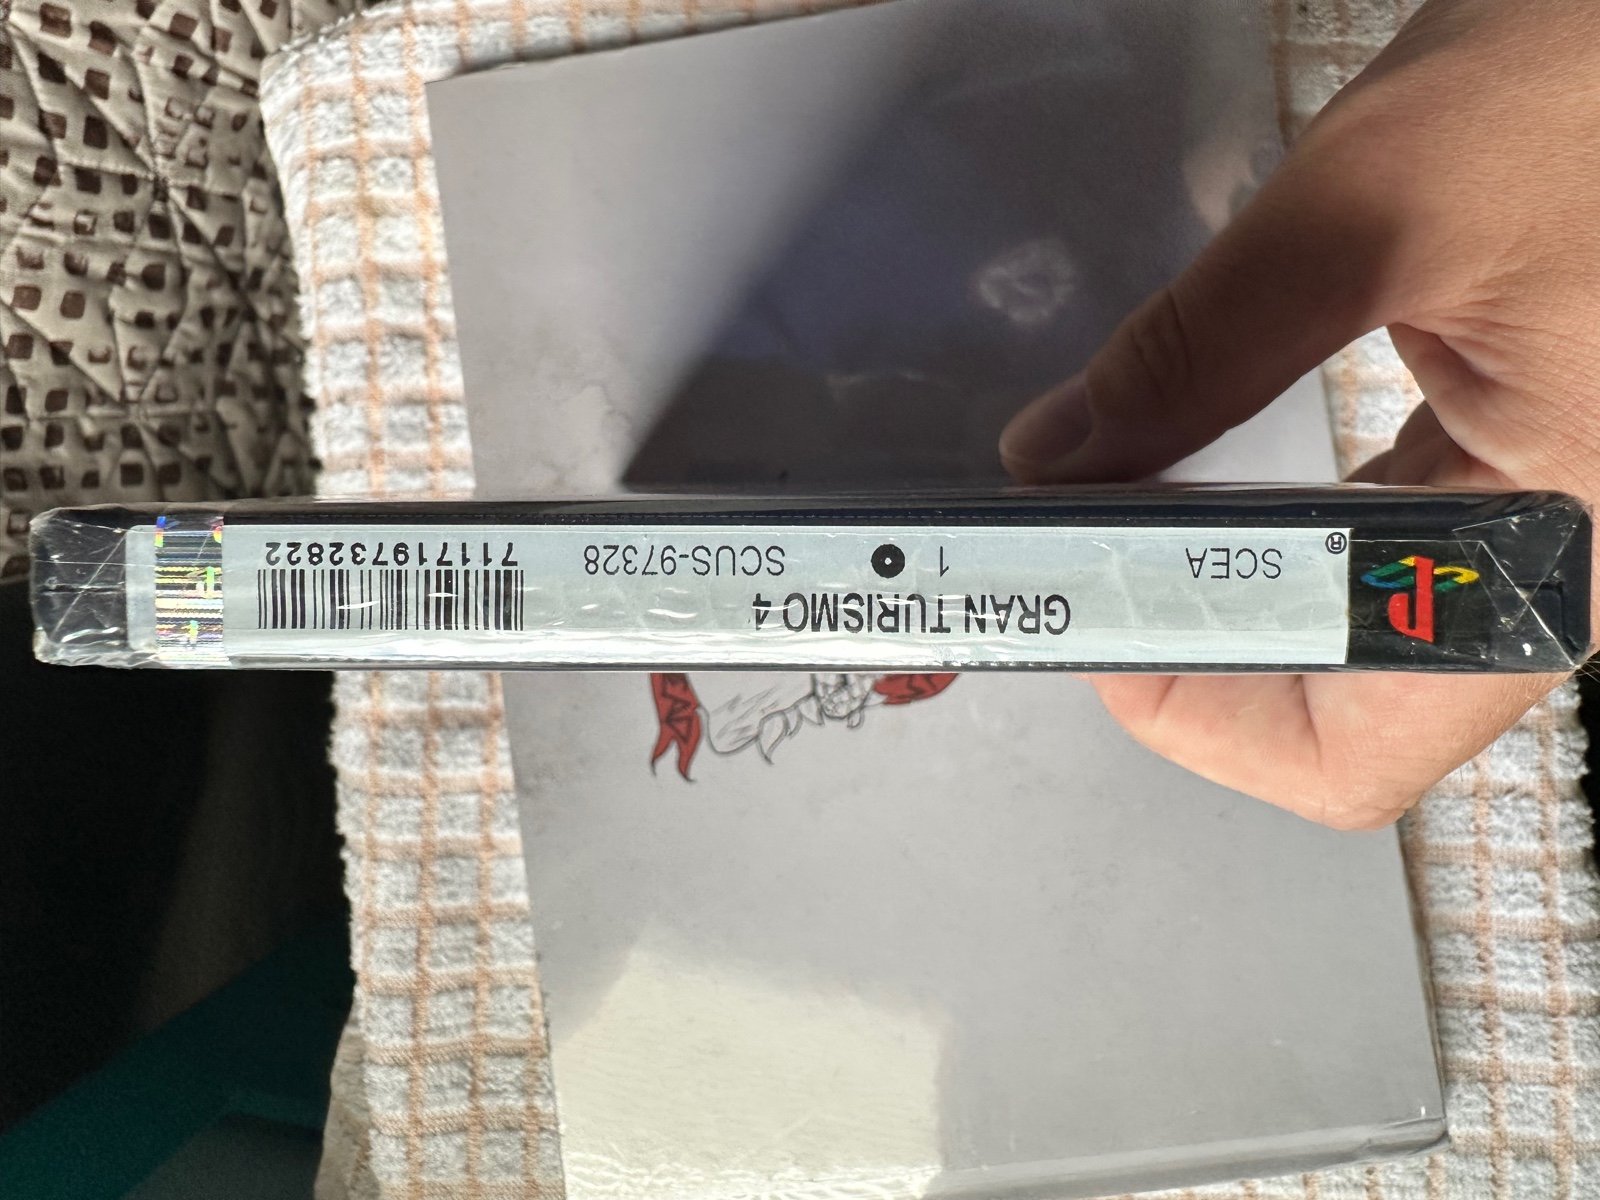 SCEA
®
1
SCUS-97328
711719732822
GRAN TURISMO 4